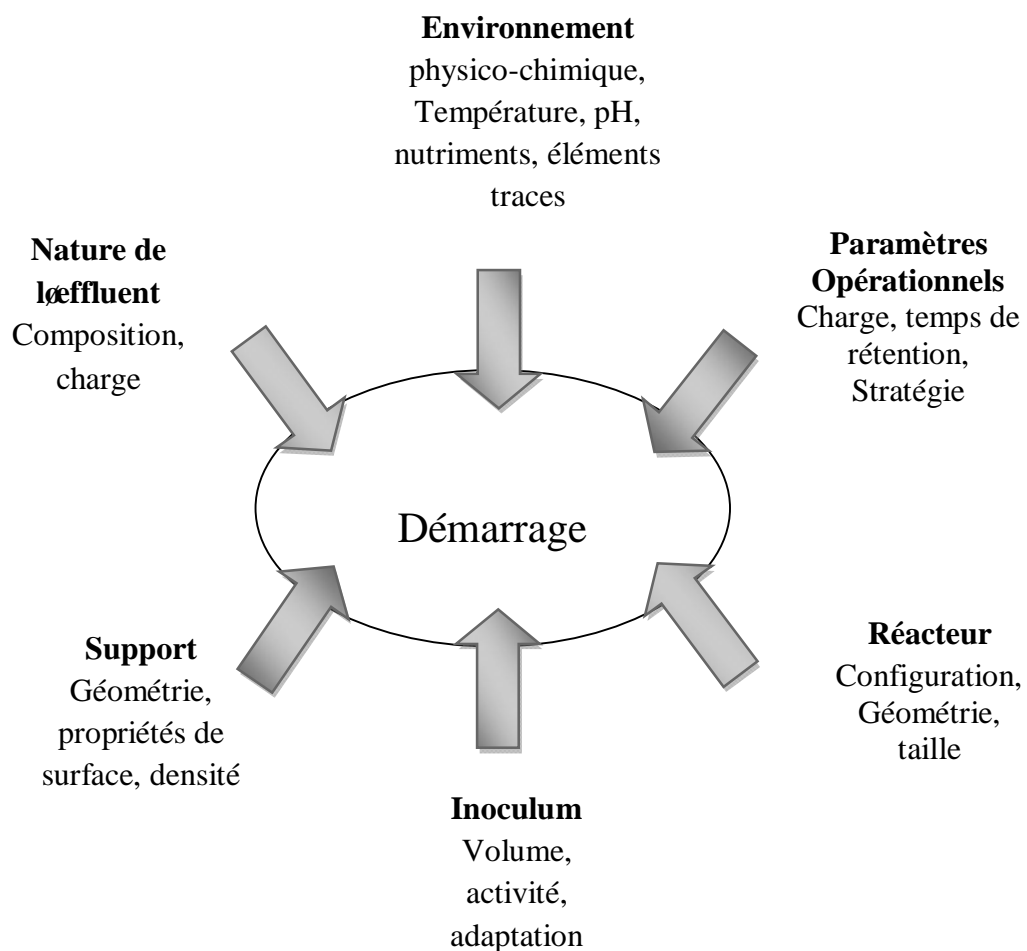 Environnement
physico-chimique,
Température, pH,
nutriments, éléments
traces
Nature de
løeffluent
Composition,
charge
Paramètres
Opérationnels
Charge, temps de
rétention,
Stratégie
Démarrage
Support
Géométrie,
propriétés de
surface, densité
Réacteur
Configuration,
Géométrie,
taille
Inoculum
Volume,
activité,
adaptation